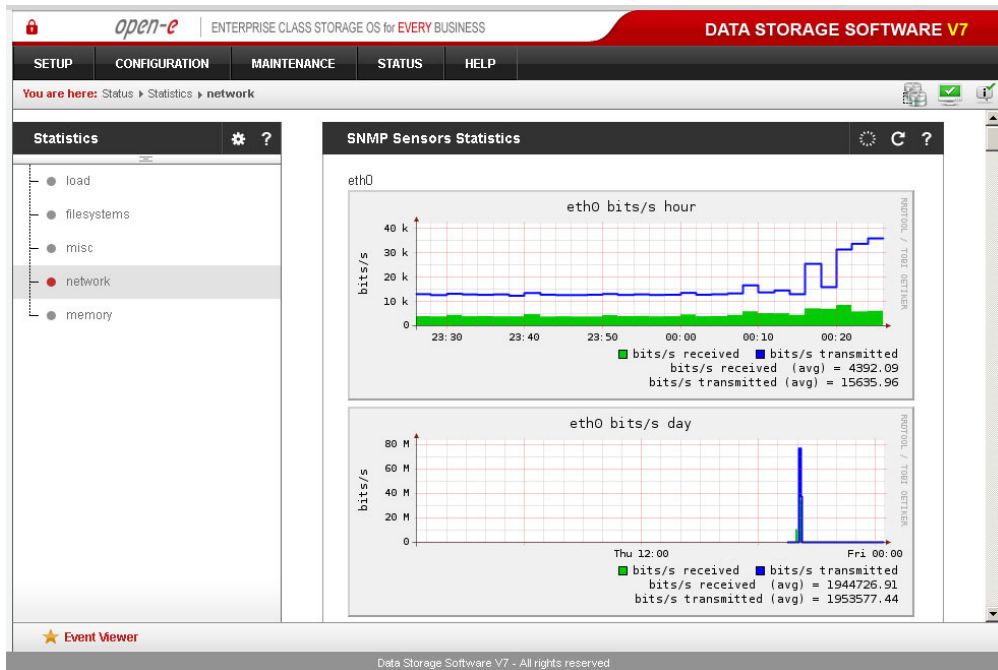 open-e ENTERPRISE CLASS STORAGE OS for EVERY BUSINESS DATA STORAGE SOFTWARE V7
SETUP CONFIGURATION MAINTENANCE STATUS HELP
You are here: Status Statistics network
Statistics ?
load
filesystems
misc
network
memory
SNMP Sensors Statistics ?
eth0
eth0 bits/s hour
RRDTOOL / TOBI OETIKER
bits/s
40 k
30 k
20 k
10 k
0
23:30 23:40 23:50 00:00 00:10 00:20
bits/s received bits/s transmitted
bits/s received (avg) = 4392.09
bits/s transmitted (avg) = 15635.96
eth0 bits/s day
RRDTOOL / TOBI OETIKER
bits/s
80 M
60 M
40 M
20 M
0
Thu 12:00 Fri 00:00
bits/s received bits/s transmitted
bits/s received (avg) = 1944726.91
bits/s transmitted (avg) = 1953577.44
Event Viewer
Data Storage Software V7 - All rights reserved